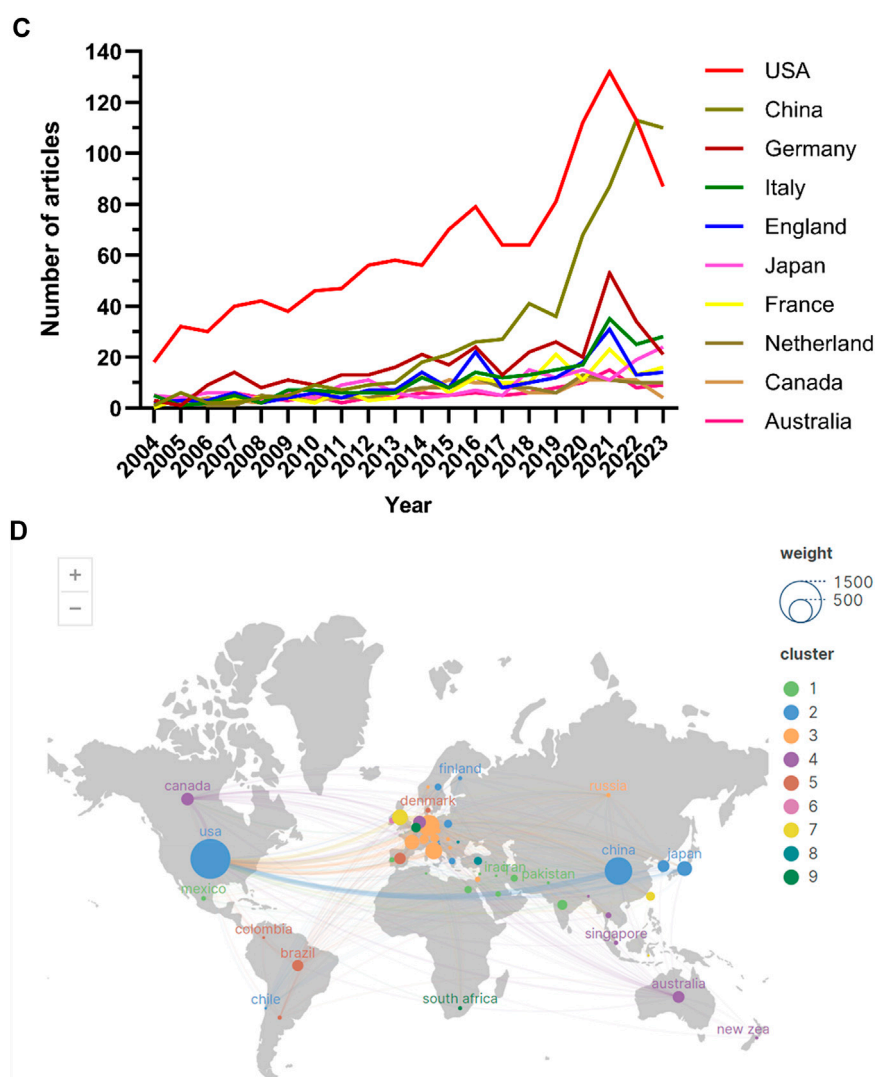 C
140
120
100
80
60
40
20
0
Number of articles
2004 2005 2006 2007 2008 2009 2010 2011 2012 2013 2014 2015 2016 2017 2018 2019 2020 2021 2022 2023
Year
USA
China
Germany
Italy
England
Japan
France
Netherland
Canada
Australia
D
+
−
weight
1500
500
cluster
1
2
3
4
5
6
7
8
9
finland
canada
denmark
russia
usa
china
japan
mexico
iraq
iran
pakistan
colombia
singapore
brazil
australia
chile
south africa
new zea